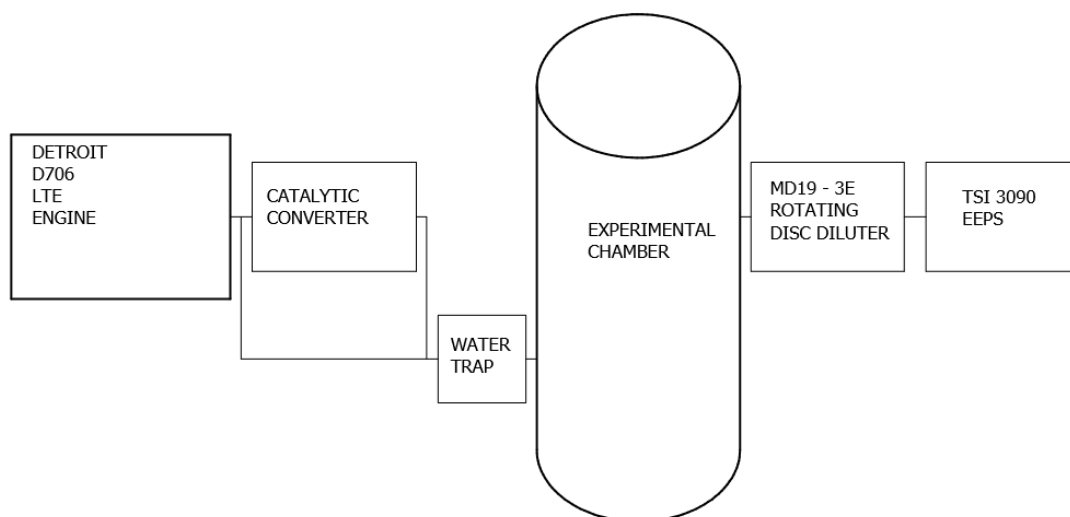 DETROIT
D706
LTE
ENGINE
CATALYTIC
CONVERTER
WATER
TRAP
EXPERIMENTAL
CHAMBER
MD19 - 3E
ROTATING
DISC DILUTER
TSI 3090
EEPS